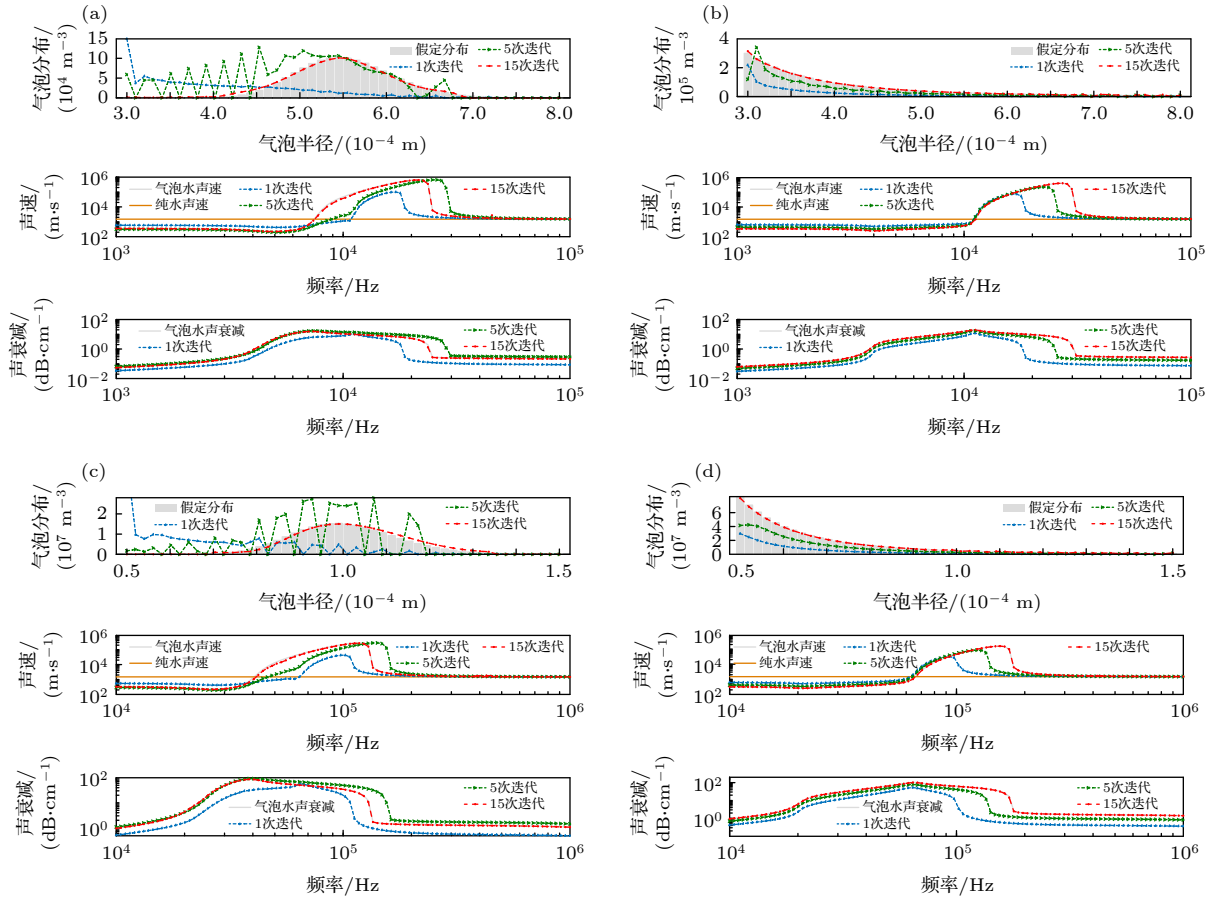 (a)
气泡分布/
(10⁴ m⁻³)
15
10
5
0
假定分布
1次迭代
5次迭代
15次迭代
3.0 4.0 5.0 6.0 7.0 8.0
气泡半径/(10⁻⁴ m)
声速/
(m·s⁻¹)
10⁶
10⁴
10²
气泡水声速
纯水声速
1次迭代
5次迭代
15次迭代
10³ 10⁴ 10⁵
频率/Hz
声衰减/
(dB·cm⁻¹)
10²
10⁰
10⁻²
气泡水声衰减
1次迭代
5次迭代
15次迭代
10³ 10⁴ 10⁵
频率/Hz
(b)
气泡分布/
10⁵ m⁻³
4
2
0
假定分布
1次迭代
5次迭代
15次迭代
3.0 4.0 5.0 6.0 7.0 8.0
气泡半径/(10⁻⁴ m)
声速/
(m·s⁻¹)
10⁶
10⁴
10²
气泡水声速
纯水声速
1次迭代
5次迭代
15次迭代
10³ 10⁴ 10⁵
频率/Hz
声衰减/
(dB·cm⁻¹)
10²
10⁰
10⁻²
气泡水声衰减
1次迭代
5次迭代
15次迭代
10³ 10⁴ 10⁵
频率/Hz
(c)
气泡分布/
(10⁷ m⁻³)
2
1
0
假定分布
1次迭代
5次迭代
15次迭代
0.5 1.0 1.5
气泡半径/(10⁻⁴ m)
声速/
(m·s⁻¹)
10⁶
10⁴
10²
气泡水声速
纯水声速
1次迭代
5次迭代
15次迭代
10⁴ 10⁵ 10⁶
频率/Hz
声衰减/
(dB·cm⁻¹)
10²
10⁰
气泡水声衰减
1次迭代
5次迭代
15次迭代
10⁴ 10⁵ 10⁶
频率/Hz
(d)
气泡分布/
(10⁷ m⁻³)
6
4
2
0
假定分布
1次迭代
5次迭代
15次迭代
0.5 1.0 1.5
气泡半径/(10⁻⁴ m)
声速/
(m·s⁻¹)
10⁶
10⁴
10²
气泡水声速
纯水声速
1次迭代
5次迭代
15次迭代
10⁴ 10⁵ 10⁶
频率/Hz
声衰减/
(dB·cm⁻¹)
10²
10⁰
气泡水声衰减
1次迭代
5次迭代
15次迭代
10⁴ 10⁵ 10⁶
频率/Hz